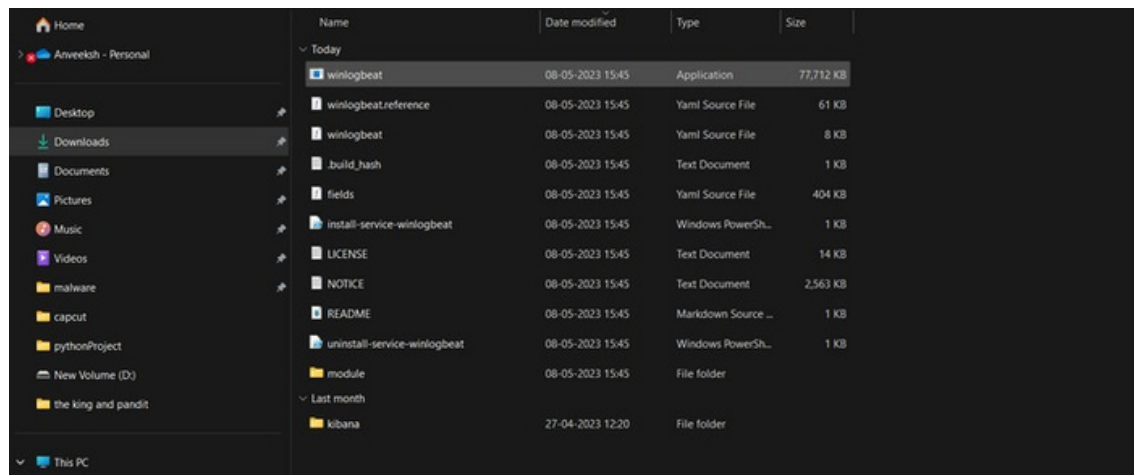 Home
Anveeksh - Personal
Desktop
Downloads
Documents
Pictures
Music
Videos
malware
capcut
pythonProject
New Volume (D:)
the king and pandit
This PC
Name Date modified Type Size
Today
winlogbeat 08-05-2023 15:45 Application 77,712 KB
winlogbeat.reference 08-05-2023 15:45 Yaml Source File 61 KB
winlogbeat 08-05-2023 15:45 Yaml Source File 8 KB
.build_hash 08-05-2023 15:45 Text Document 1 KB
fields 08-05-2023 15:45 Yaml Source File 404 KB
install-service-winlogbeat 08-05-2023 15:45 Windows PowerSh... 1 KB
LICENSE 08-05-2023 15:45 Text Document 14 KB
NOTICE 08-05-2023 15:45 Text Document 2,563 KB
README 08-05-2023 15:45 Markdown Source ... 1 KB
uninstall-service-winlogbeat 08-05-2023 15:45 Windows PowerSh... 1 KB
module 08-05-2023 15:45 File folder
Last month
kibana 27-04-2023 12:20 File folder